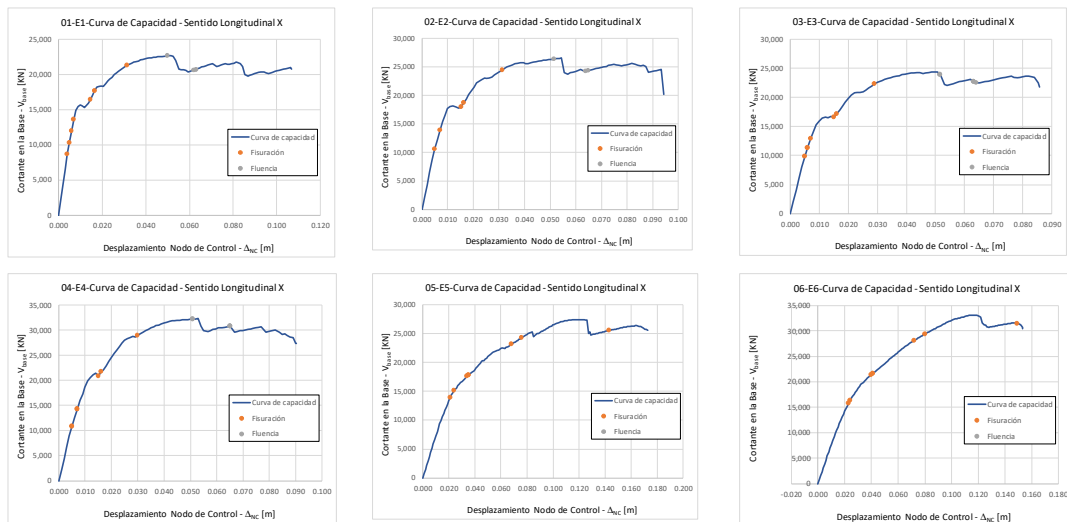 01-E1-Curva de Capacidad - Sentido Longitudinal X
Cortante en la Base - Vbase [KN]
25,000
20,000
15,000
10,000
5,000
0
0.000 0.020 0.040 0.060 0.080 0.100 0.120
Desplazamiento Nodo de Control - ΔNC [m]
Curva de capacidad
Fisuración
Fluencia
02-E2-Curva de Capacidad - Sentido Longitudinal X
Cortante en la Base - Vbase [KN]
30,000
25,000
20,000
15,000
10,000
5,000
0
0.000 0.010 0.020 0.030 0.040 0.050 0.060 0.070 0.080 0.090 0.100
Desplazamiento Nodo de Control - ΔNC [m]
Curva de capacidad
Fisuración
Fluencia
03-E3-Curva de Capacidad - Sentido Longitudinal X
Cortante en la Base - Vbase [KN]
30,000
25,000
20,000
15,000
10,000
5,000
0
0.000 0.010 0.020 0.030 0.040 0.050 0.060 0.070 0.080 0.090
Desplazamiento Nodo de Control - ΔNC [m]
Curva de capacidad
Fisuración
Fluencia
04-E4-Curva de Capacidad - Sentido Longitudinal X
Cortante en la Base - Vbase [KN]
35,000
30,000
25,000
20,000
15,000
10,000
5,000
0
0.000 0.010 0.020 0.030 0.040 0.050 0.060 0.070 0.080 0.090 0.100
Desplazamiento Nodo de Control - ΔNC [m]
Curva de capacidad
Fisuración
Fluencia
05-E5-Curva de Capacidad - Sentido Longitudinal X
Cortante en la Base - Vbase [KN]
30,000
25,000
20,000
15,000
10,000
5,000
0
0.000 0.020 0.040 0.060 0.080 0.100 0.120 0.140 0.160 0.180 0.200
Desplazamiento Nodo de Control - ΔNC [m]
Curva de capacidad
Fisuración
Fluencia
06-E6-Curva de Capacidad - Sentido Longitudinal X
Cortante en la Base - Vbase [KN]
35,000
30,000
25,000
20,000
15,000
10,000
5,000
0
-0.020 0.000 0.020 0.040 0.060 0.080 0.100 0.120 0.140 0.160 0.180
Desplazamiento Nodo de Control - ΔNC [m]
Curva de capacidad
Fisuración
Fluencia